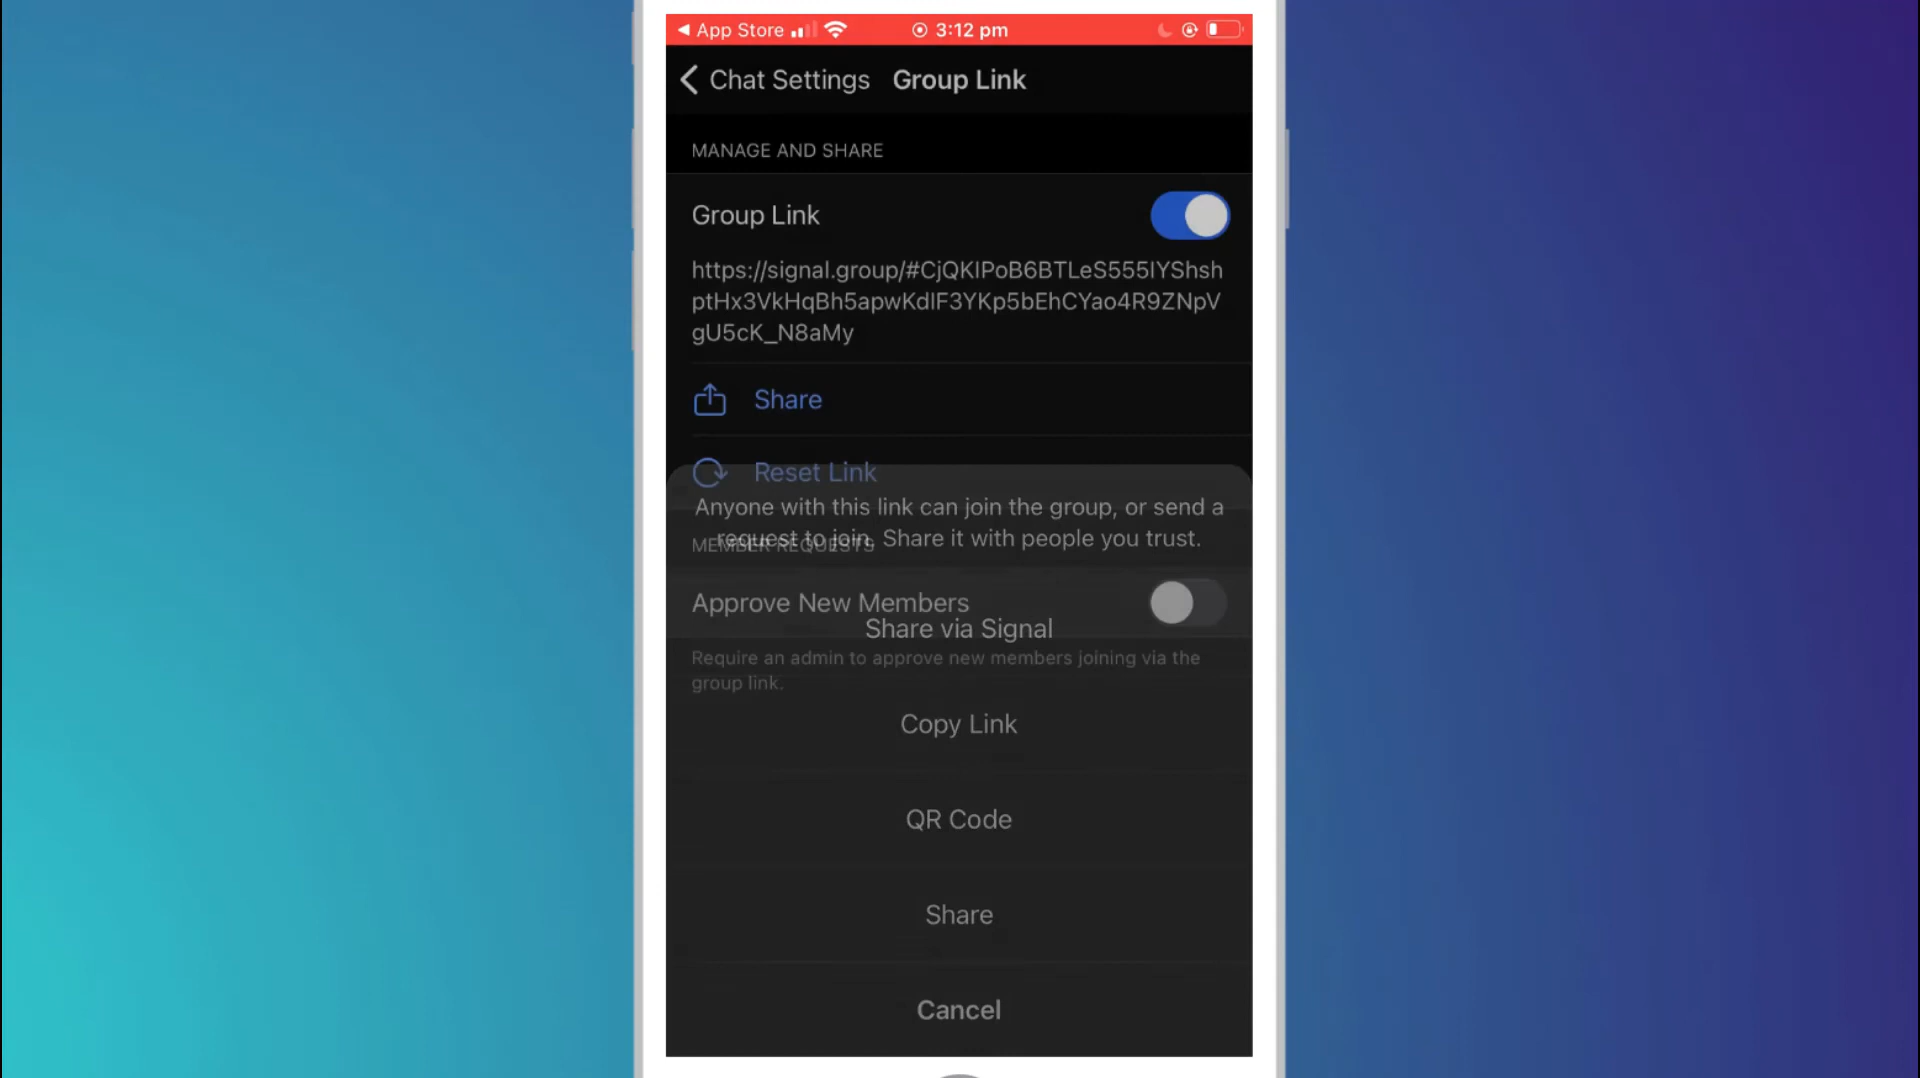 App Store
3:12 pm
Chat Settings Group Link
MANAGE AND SHARE
Group Link
https://signal.group/#CjQKIPoB6BTLeS555IYShsh
ptHx3VkHqBh5apwKdIF3YKp5bEhCYao4R9ZNpV
gU5cK_N8aMy
Share
Reset Link
Anyone with this link can join the group, or send a
request to join. Share it with people you trust.
MEMBER REQUESTS
Approve New Members
Share via Signal
Require an admin to approve new members joining via the
group link.
Copy Link
QR Code
Share
Cancel